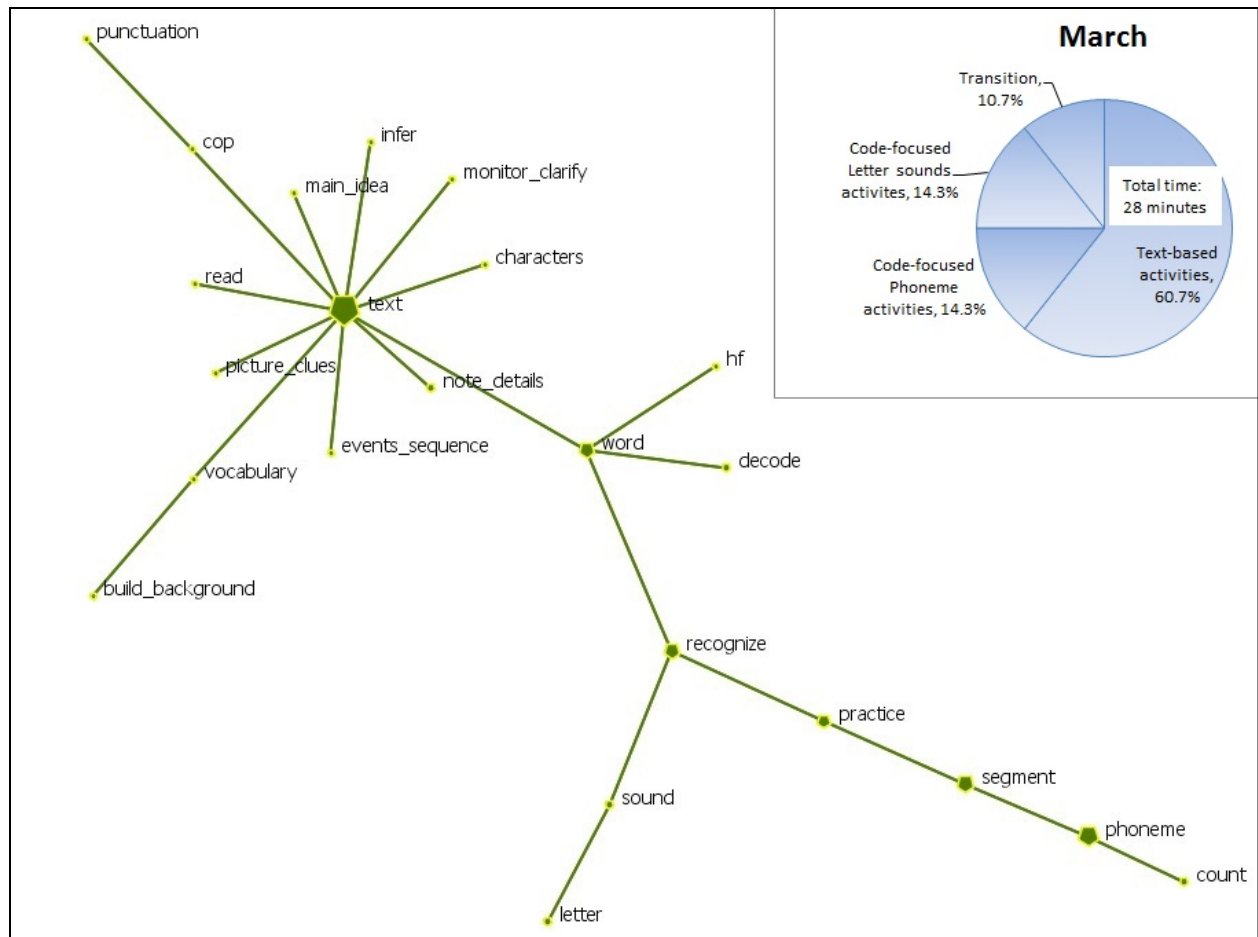 punctuation
cop
infer
main_idea
monitor_clarify
characters
read
text
picture_clues
note_details
events_sequence
vocabulary
build_background
hf
word
decode
recognize
practice
segment
sound
phoneme
count
letter
March
Transition,
10.7%
Code-focused
Letter sounds
activites, 14.3%
Total time:
28 minutes
Code-focused
Phoneme
activities, 14.3%
Text-based
activities,
60.7%